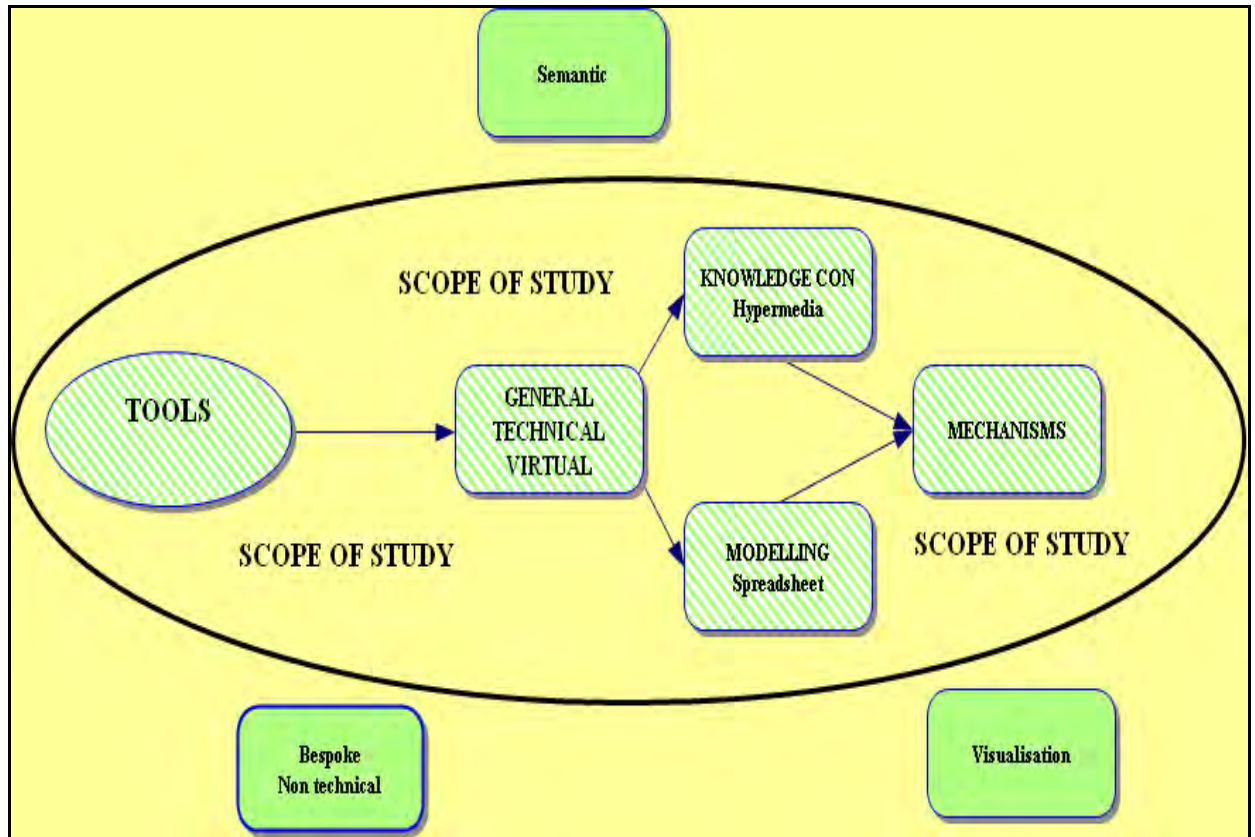 Semantic
SCOPE OF STUDY
KNOWLEDGE CON
Hypermedia
TOOLS
GENERAL
TECHNICAL
VIRTUAL
MECHANISMS
SCOPE OF STUDY
MODELLING
Spreadsheet
SCOPE OF STUDY
Bespoke
Non technical
Visualisation